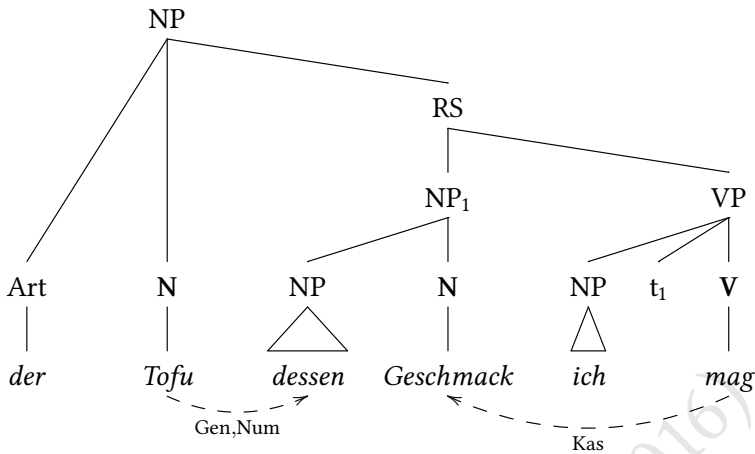 NP
RS
NP₁ VP
Art N NP N NP t₁ V
der Tofu dessen Geschmack ich mag
Gen,Num
Kas